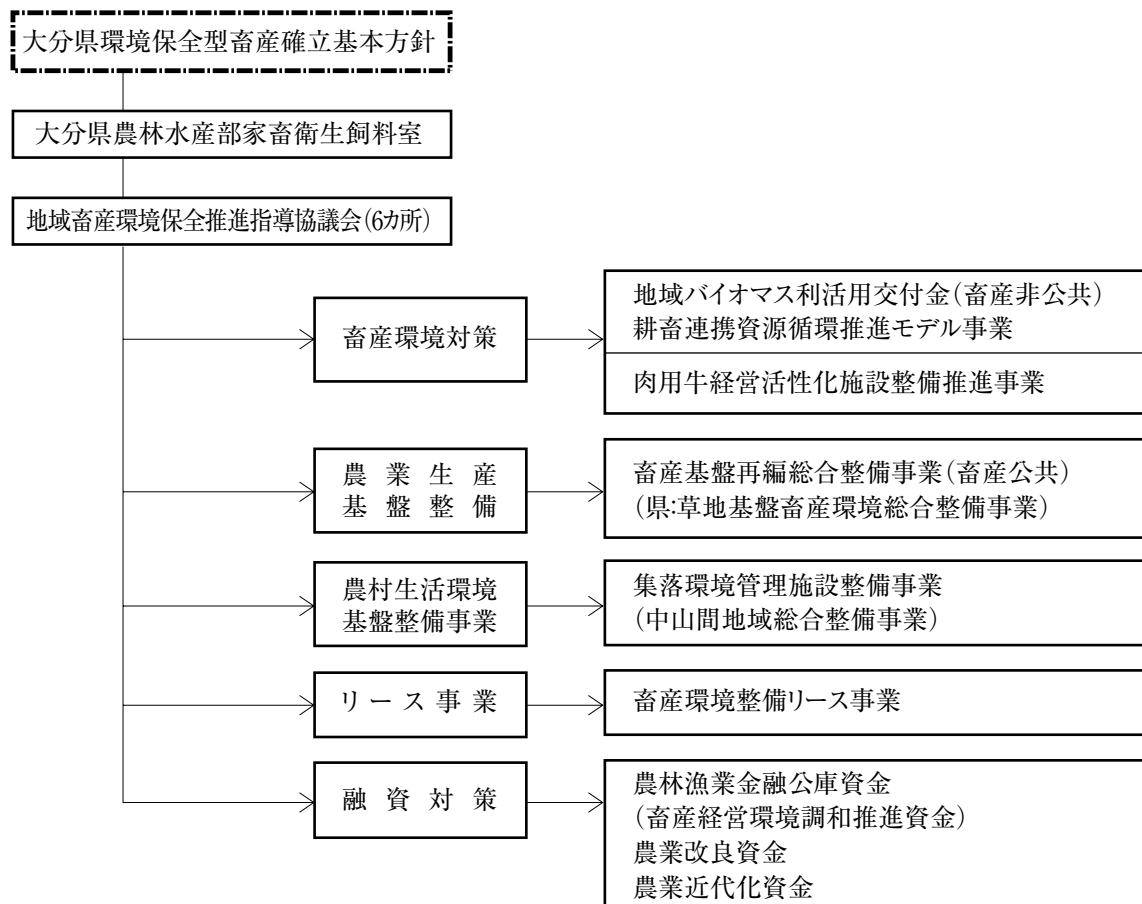 大分県環境保全型畜産確立基本方針
大分県農林水産部家畜衛生飼料室
地域畜産環境保全推進指導協議会(6カ所)
畜産環境対策
地域バイオマス利活用交付金(畜産非公共)
耕畜連携資源循環推進モデル事業
肉用牛経営活性化施設整備推進事業
農業生産
基盤整備
畜産基盤再編総合整備事業(畜産公共)
(県:草地基盤畜産環境総合整備事業)
農村生活環境
基盤整備事業
集落環境管理施設整備事業
(中山間地域総合整備事業)
リース事業
畜産環境整備リース事業
融資対策
農林漁業金融公庫資金
(畜産経営環境調和推進資金)
農業改良資金
農業近代化資金